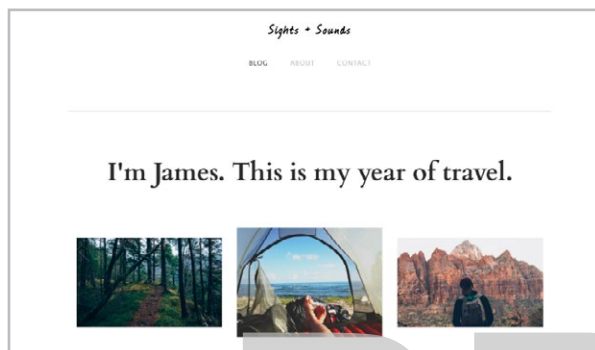 Sights + Sounds
BLOG ABOUT CONTACT
I'm James. This is my year of travel.